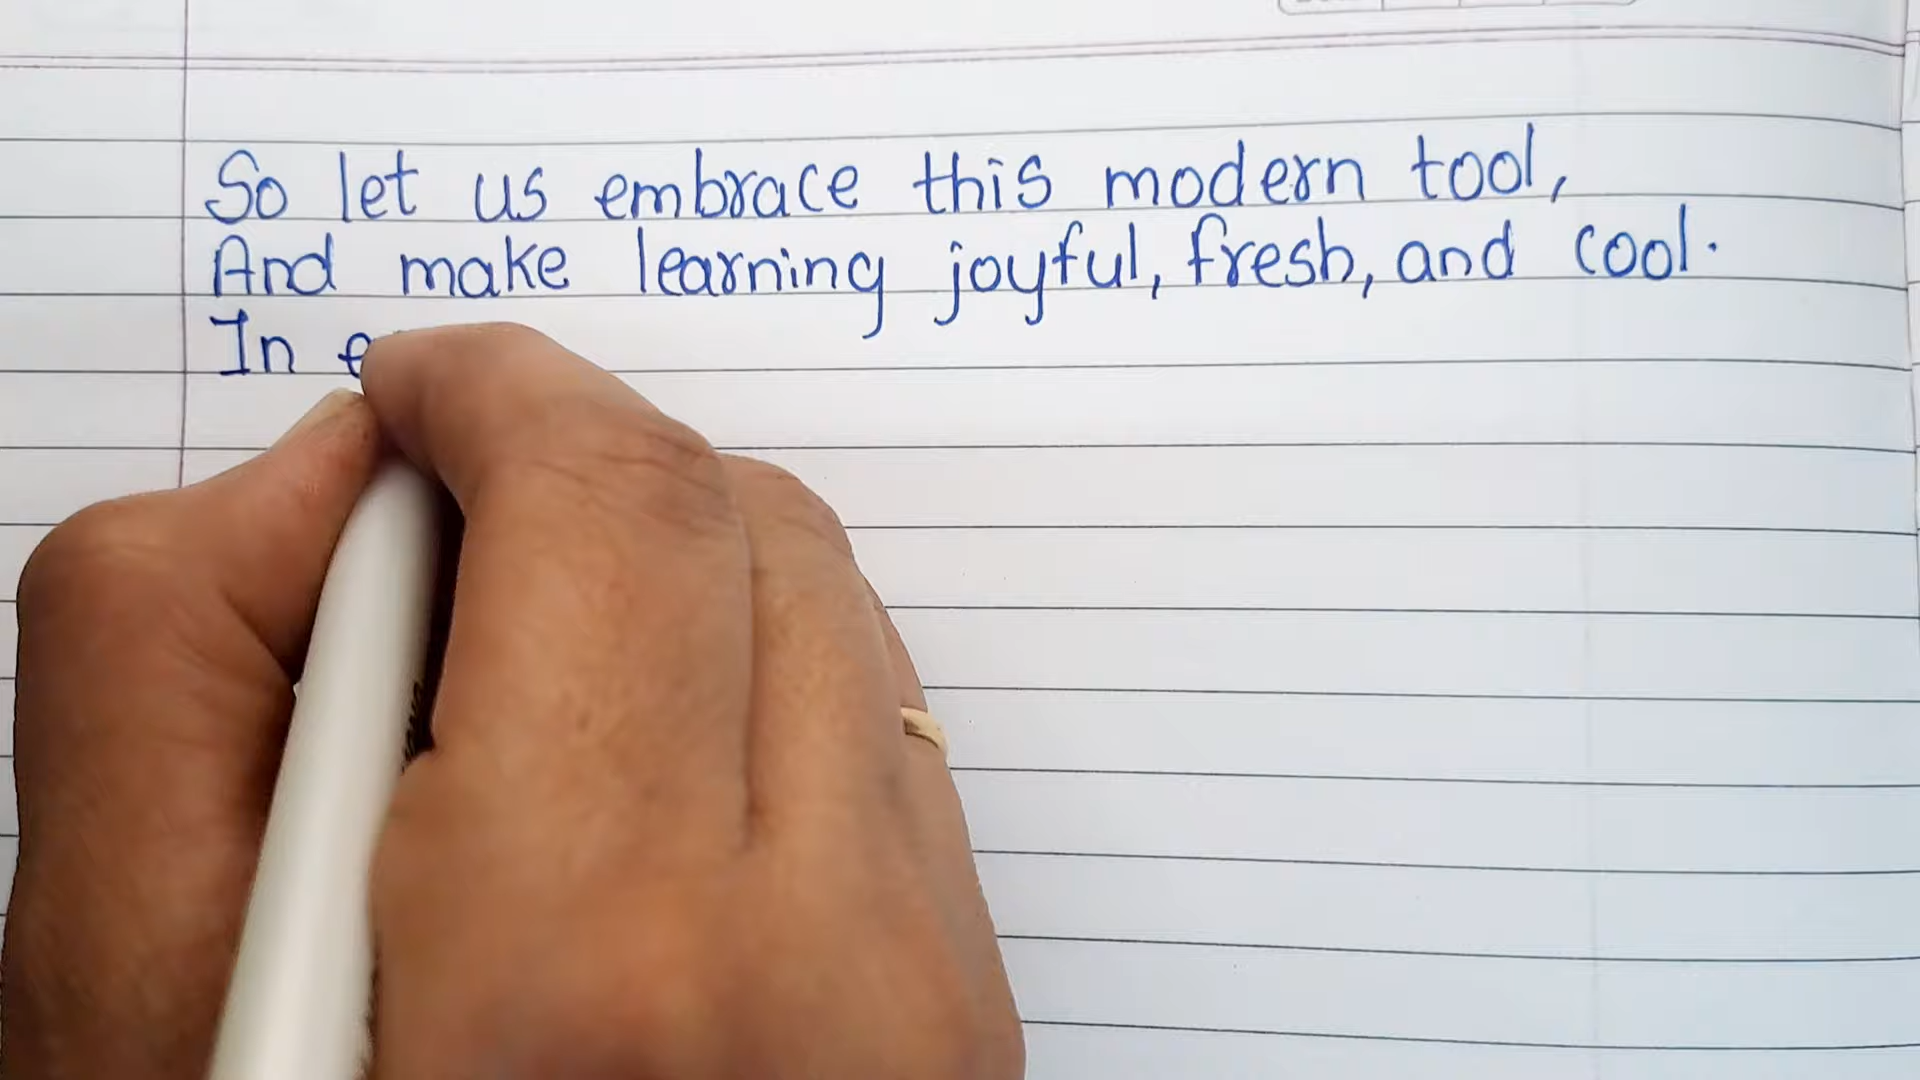 So let us embrace this modern tool,
And make learning joyful, fresh, and cool.
In